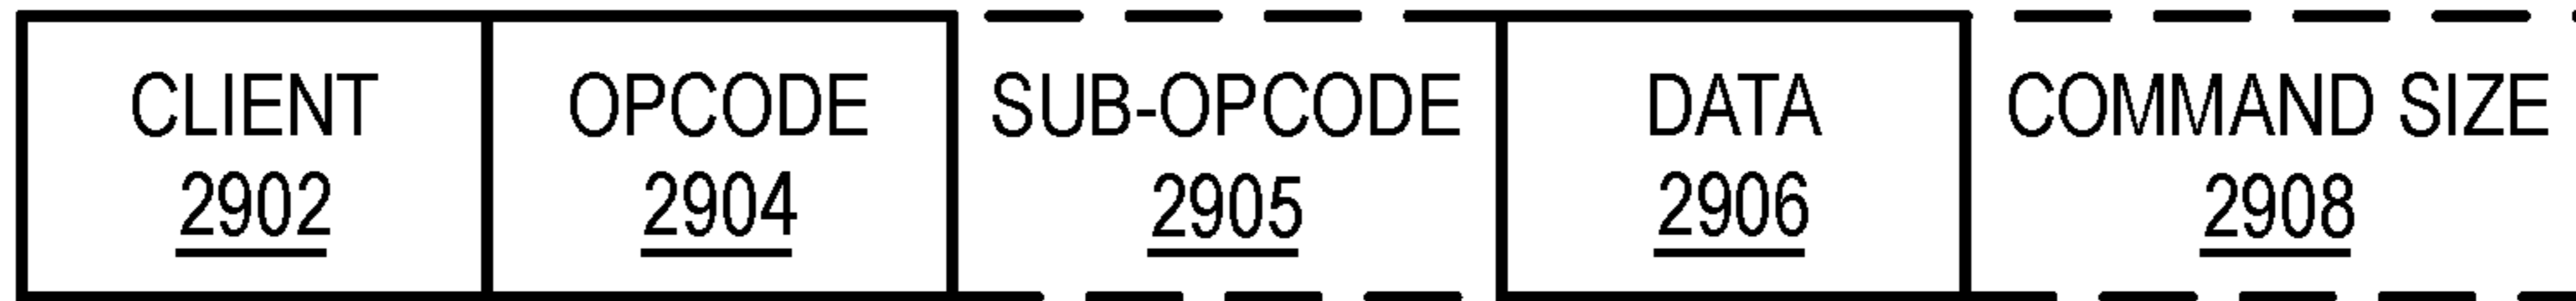 CLIENT OPCODE SUB-OPCODE DATA COMMAND SIZE
2902 2904 2905 2906 2908